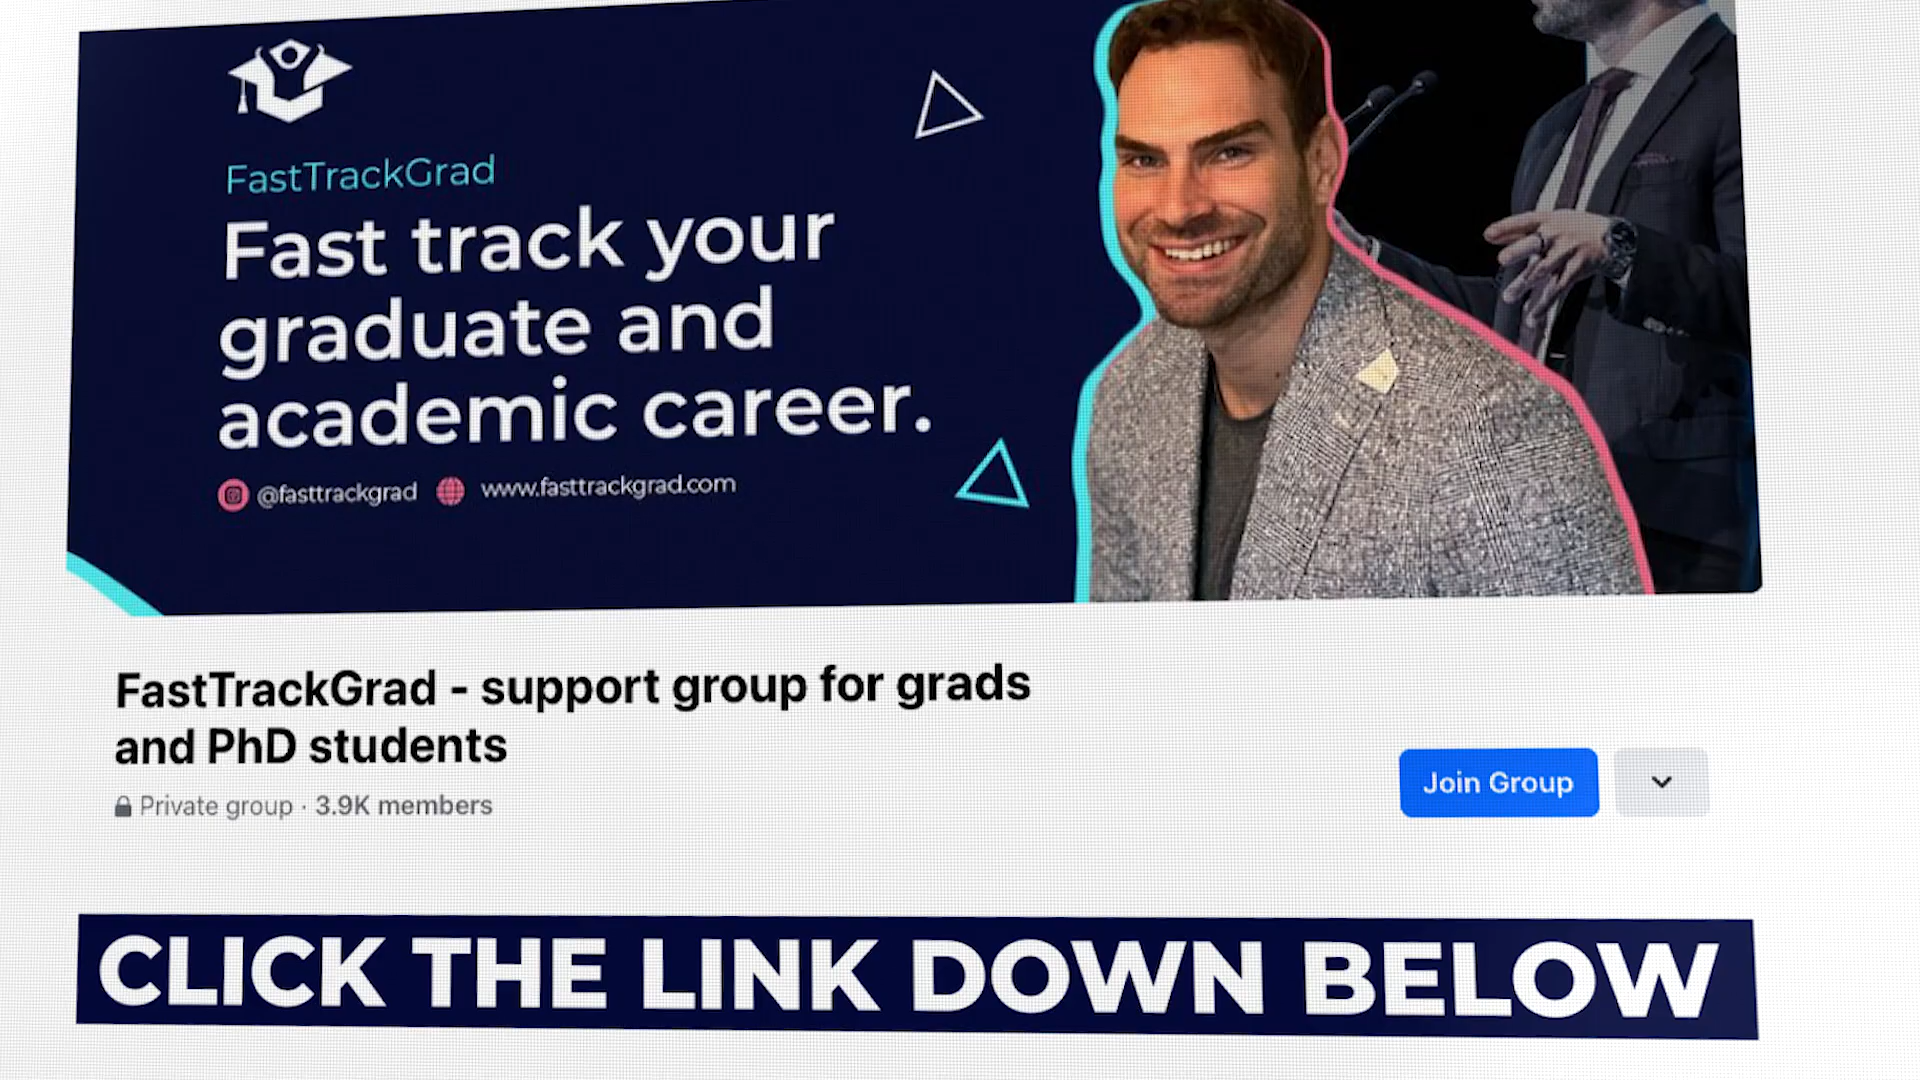 FastTrackGrad
Fast track your
graduate and
academic career.
@fasttrackgrad www.fasttrackgrad.com
FastTrackGrad - support group for grads
and PhD students
Private group · 3.9K members
Join Group
CLICK THE LINK DOWN BELOW